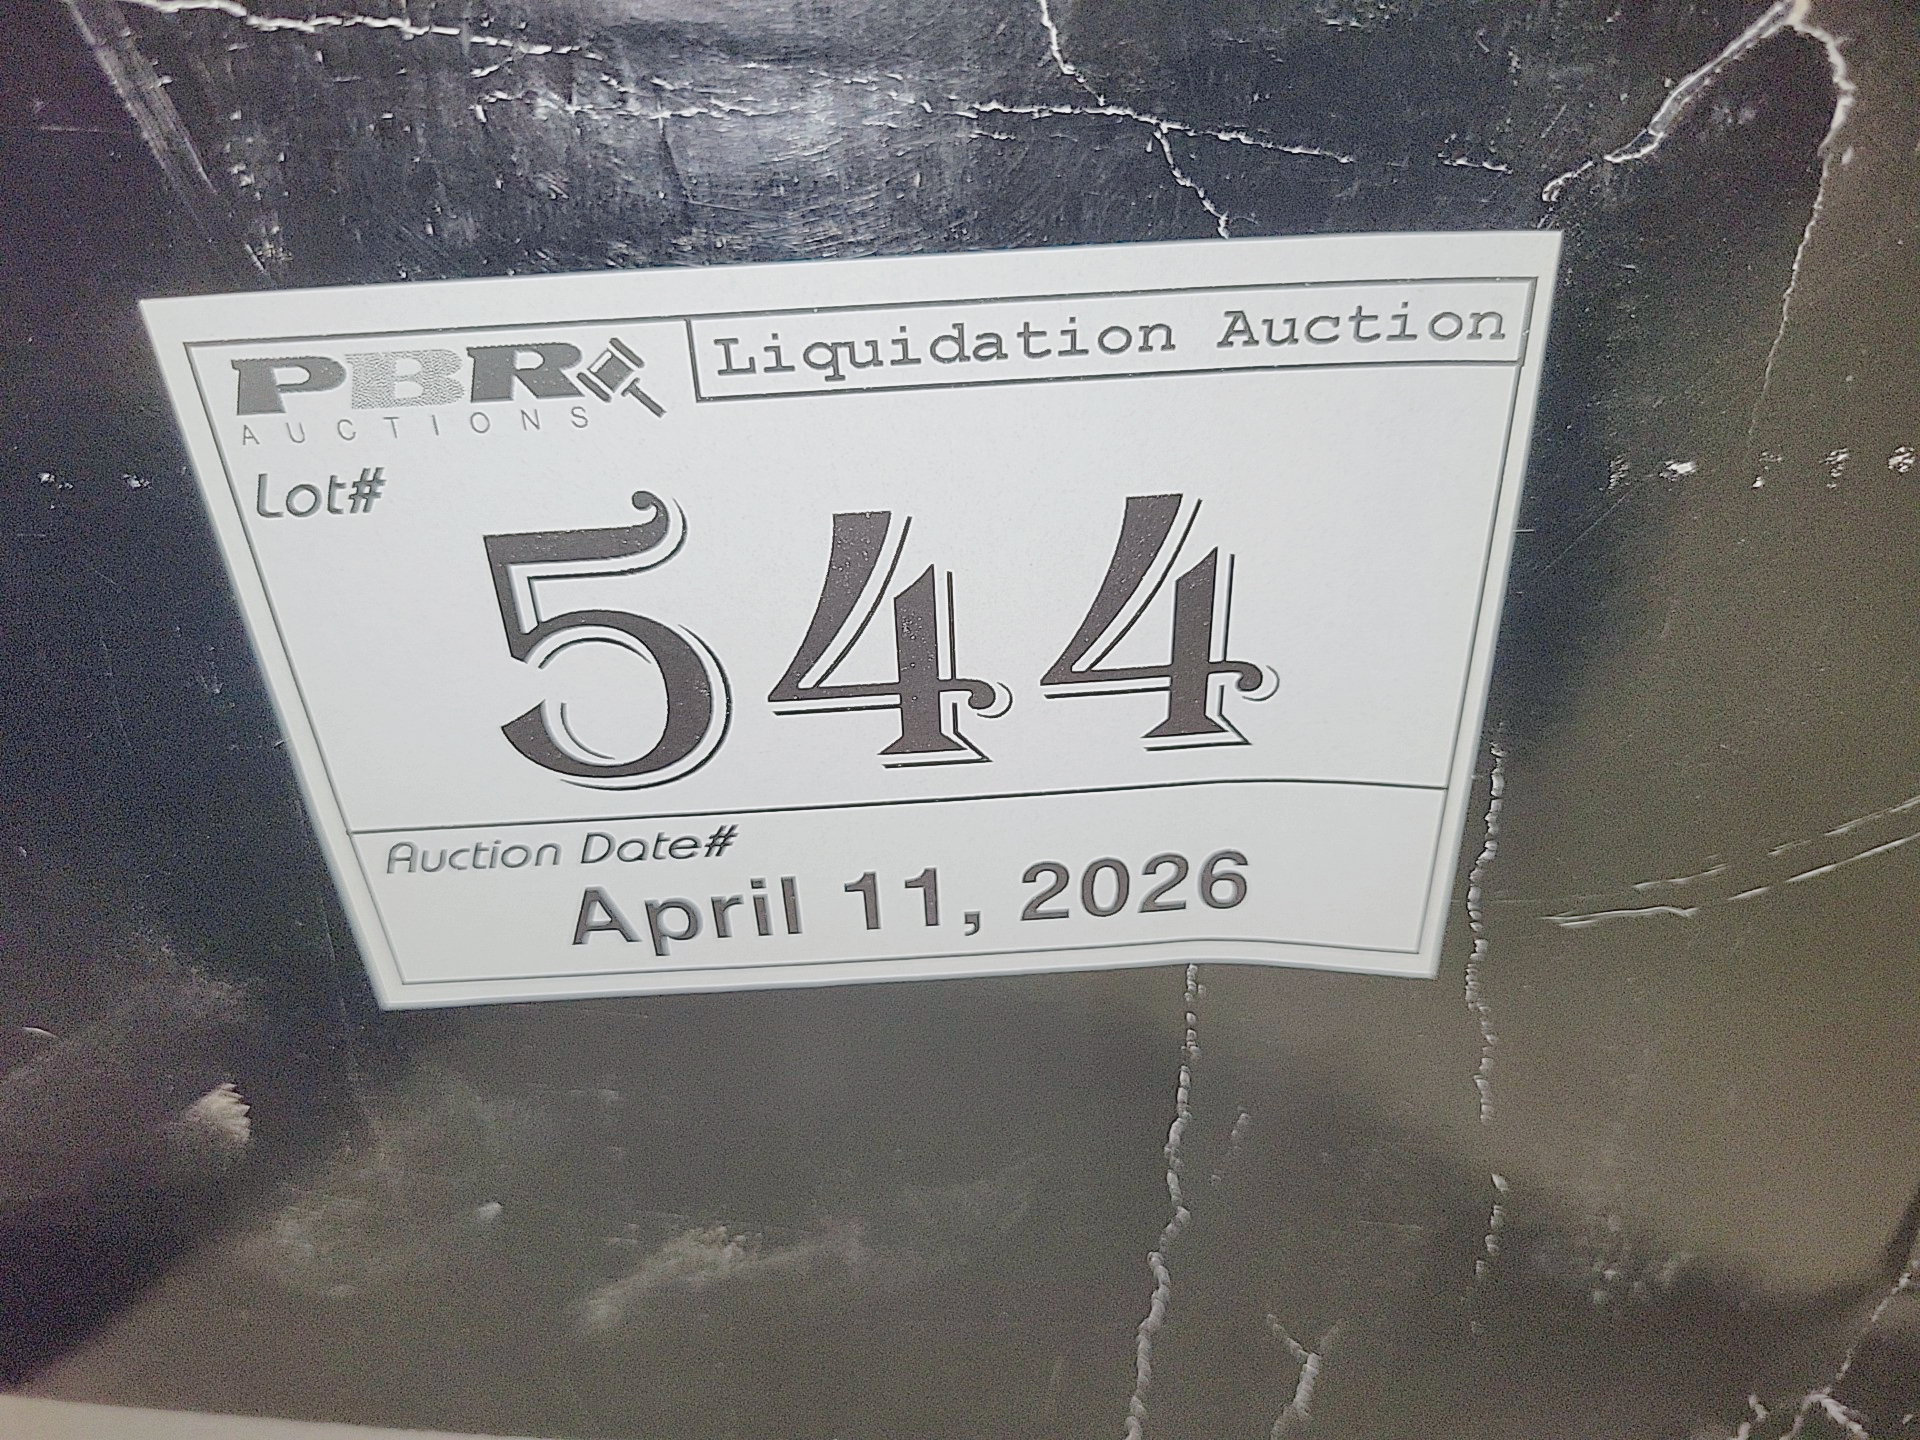 PBR
AUCTIONS
Liquidation Auction
Lot#
544
Auction Date#
April 11, 2026